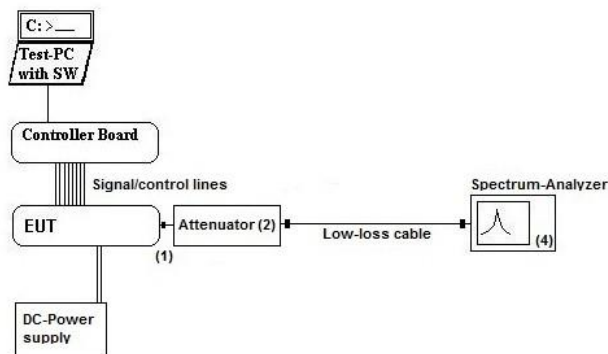 C: >__
Test-PC
with SW
Controller Board
Signal/control lines
Spectrum-Analyzer
EUT
Attenuator (2)
Low-loss cable
(4)
(1)
DC-Power
supply